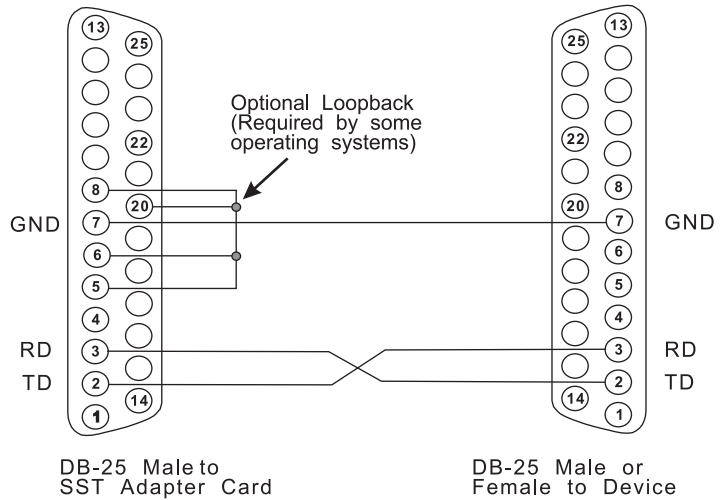 13
25
22
8
20
GND 7
6
5
4
RD 3
TD 2
14
1
Optional Loopback
(Required by some
operating systems)
13
25
22
8
20
7 GND
6
5
4
3 RD
2 TD
14
1
DB-25 Male to
SST Adapter Card
DB-25 Male or
Female to Device